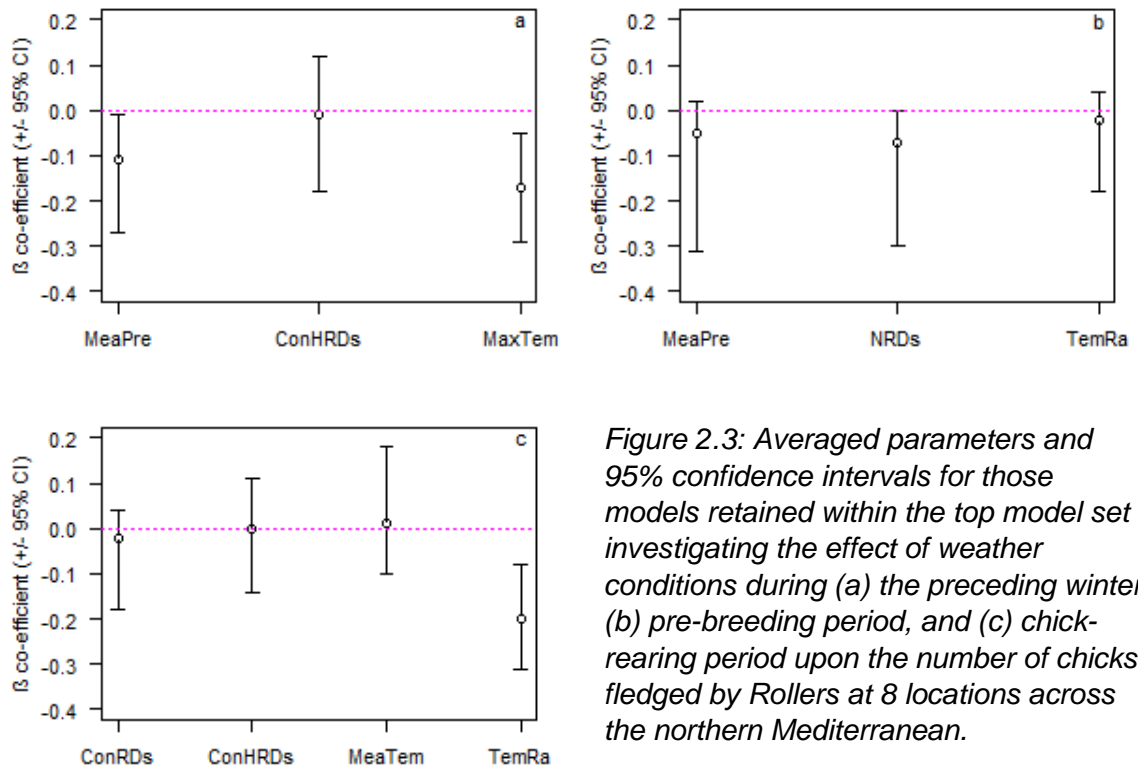 a
0.2
0.1
0.0
-0.1
-0.2
-0.3
-0.4
ß co-efficient (+/- 95% CI)
MeaPre ConHRDs MaxTem
b
0.2
0.1
0.0
-0.1
-0.2
-0.3
-0.4
ß co-efficient (+/- 95% CI)
MeaPre NRDs TemRa
c
0.2
0.1
0.0
-0.1
-0.2
-0.3
-0.4
ß co-efficient (+/- 95% CI)
ConRDs ConHRDs MeaTem TemRa
Figure 2.3: Averaged parameters and
95% confidence intervals for those
models retained within the top model set
investigating the effect of weather
conditions during (a) the preceding winter
(b) pre-breeding period, and (c) chick-
rearing period upon the number of chicks
fledged by Rollers at 8 locations across
the northern Mediterranean.